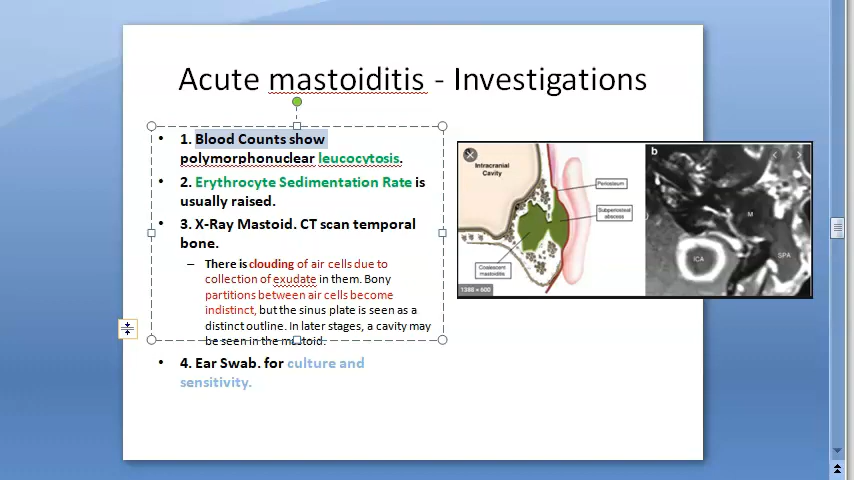 Acute mastoiditis - Investigations
• 1. Blood Counts show
polymorphonuclear leucocytosis.
• 2. Erythrocyte Sedimentation Rate is
usually raised.
• 3. X-Ray Mastoid. CT scan temporal
bone.
– There is clouding of air cells due to
collection of exudate in them. Bony
partitions between air cells become
indistinct, but the sinus plate is seen as a
distinct outline. In later stages, a cavity may
be seen in the mastoid.
• 4. Ear Swab. for culture and
sensitivity.
Intracranial
Cavity
Periosteum
Subperiosteal
abscess
Coalescent
mastoiditis
1388 × 600
b
M
ICA
SPA